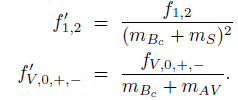 f′_{1,2} = \frac{f_{1,2}}{(m_{B_c} + m_S)^2}
f′_{V,0,+,−} = \frac{f_{V,0,+,−}}{m_{B_c} + m_{AV}}.